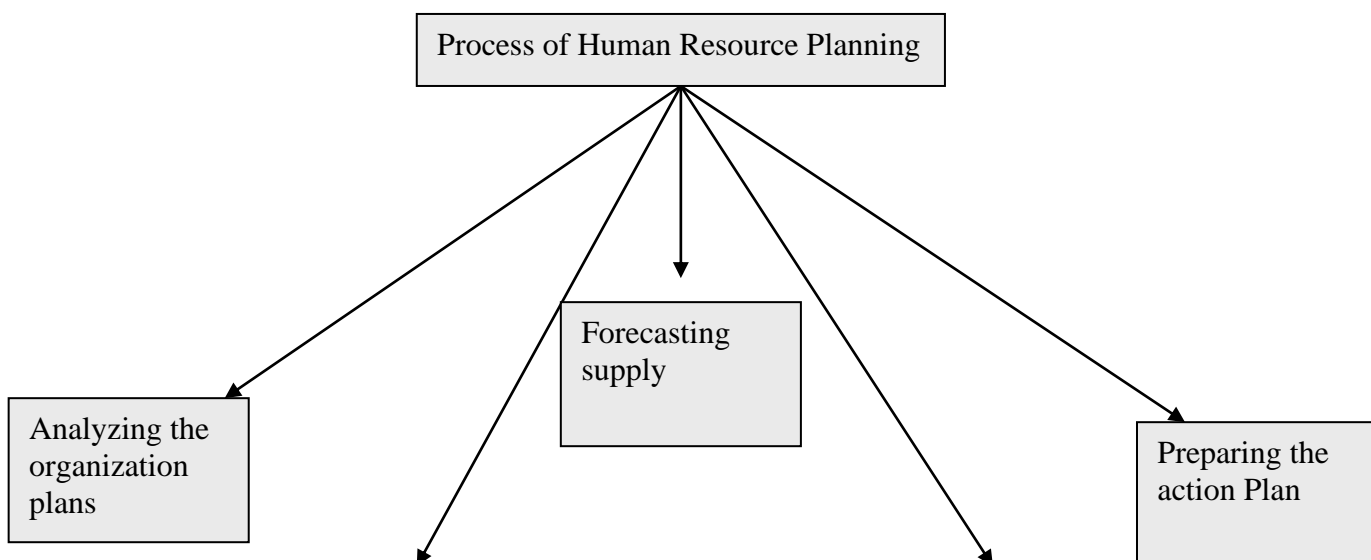 Process of Human Resource Planning
Forecasting
supply
Analyzing the
organization
plans
Preparing the
action Plan